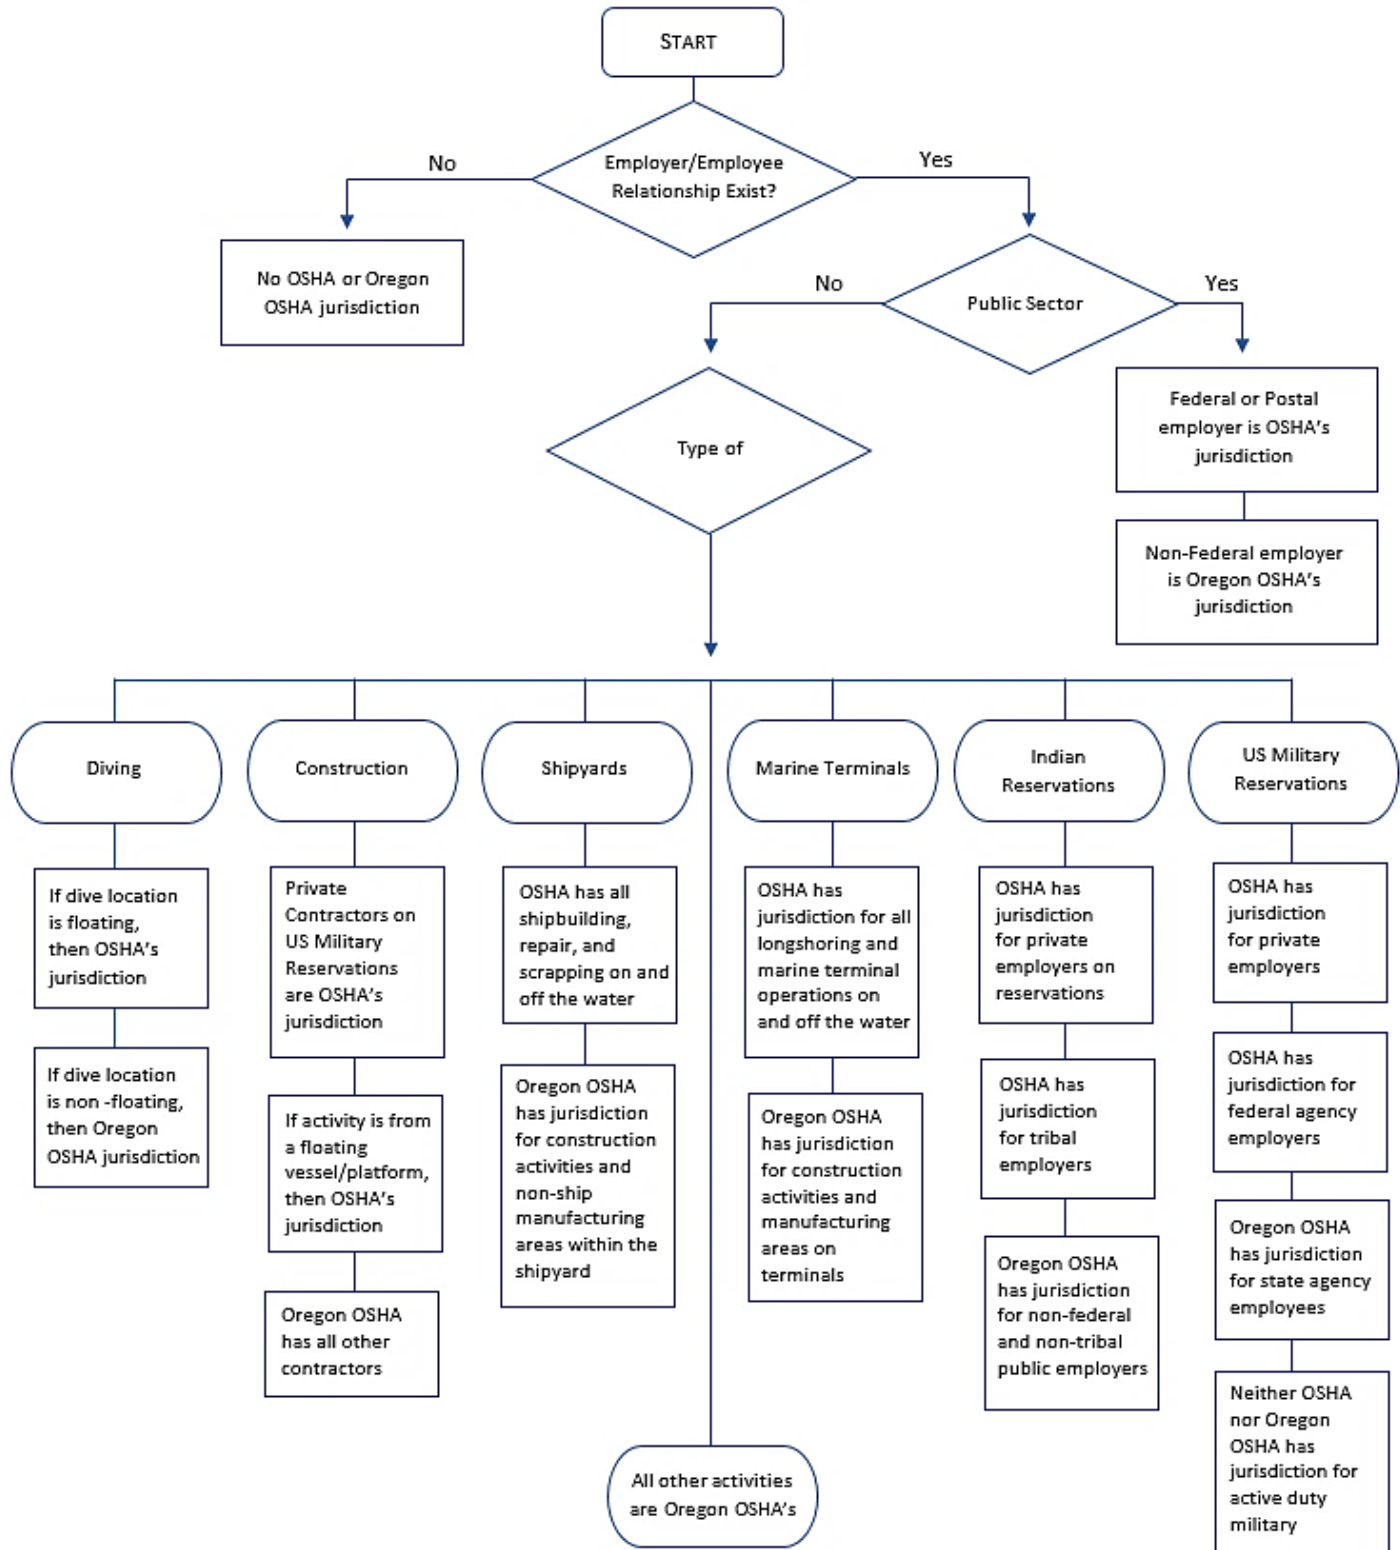 START
No
Employer/Employee
Relationship Exist?
Yes
No OSHA or Oregon
OSHA jurisdiction
No
Public Sector
Yes
Type of
Federal or Postal
employer is OSHA's
jurisdiction
Non-Federal employer
is Oregon OSHA's
jurisdiction
Diving
If dive location
is floating,
then OSHA's
jurisdiction
If dive location
is non -floating,
then Oregon
OSHA jurisdiction
Construction
Private
Contractors on
US Military
Reservations
are OSHA's
jurisdiction
If activity is from
a floating
vessel/platform,
then OSHA's
jurisdiction
Oregon OSHA
has all other
contractors
Shipyards
OSHA has all
shipbuilding,
repair, and
scrapping on and
off the water
Oregon OSHA
has jurisdiction
for construction
activities and
non-ship
manufacturing
areas within the
shipyard
All other activities
are Oregon OSHA's
Marine Terminals
OSHA has
jurisdiction for all
longshoring and
marine terminal
operations on
and off the water
Oregon OSHA
has jurisdiction
for construction
activities and
manufacturing
areas on
terminals
Indian
Reservations
OSHA has
jurisdiction
for private
employers on
reservations
OSHA has
jurisdiction
for tribal
employers
Oregon OSHA
has jurisdiction
for non-federal
and non-tribal
public employers
US Military
Reservations
OSHA has
jurisdiction
for private
employers
OSHA has
jurisdiction for
federal agency
employers
Oregon OSHA
has jurisdiction
for state agency
employees
Neither OSHA
nor Oregon
OSHA has
jurisdiction for
active duty
military